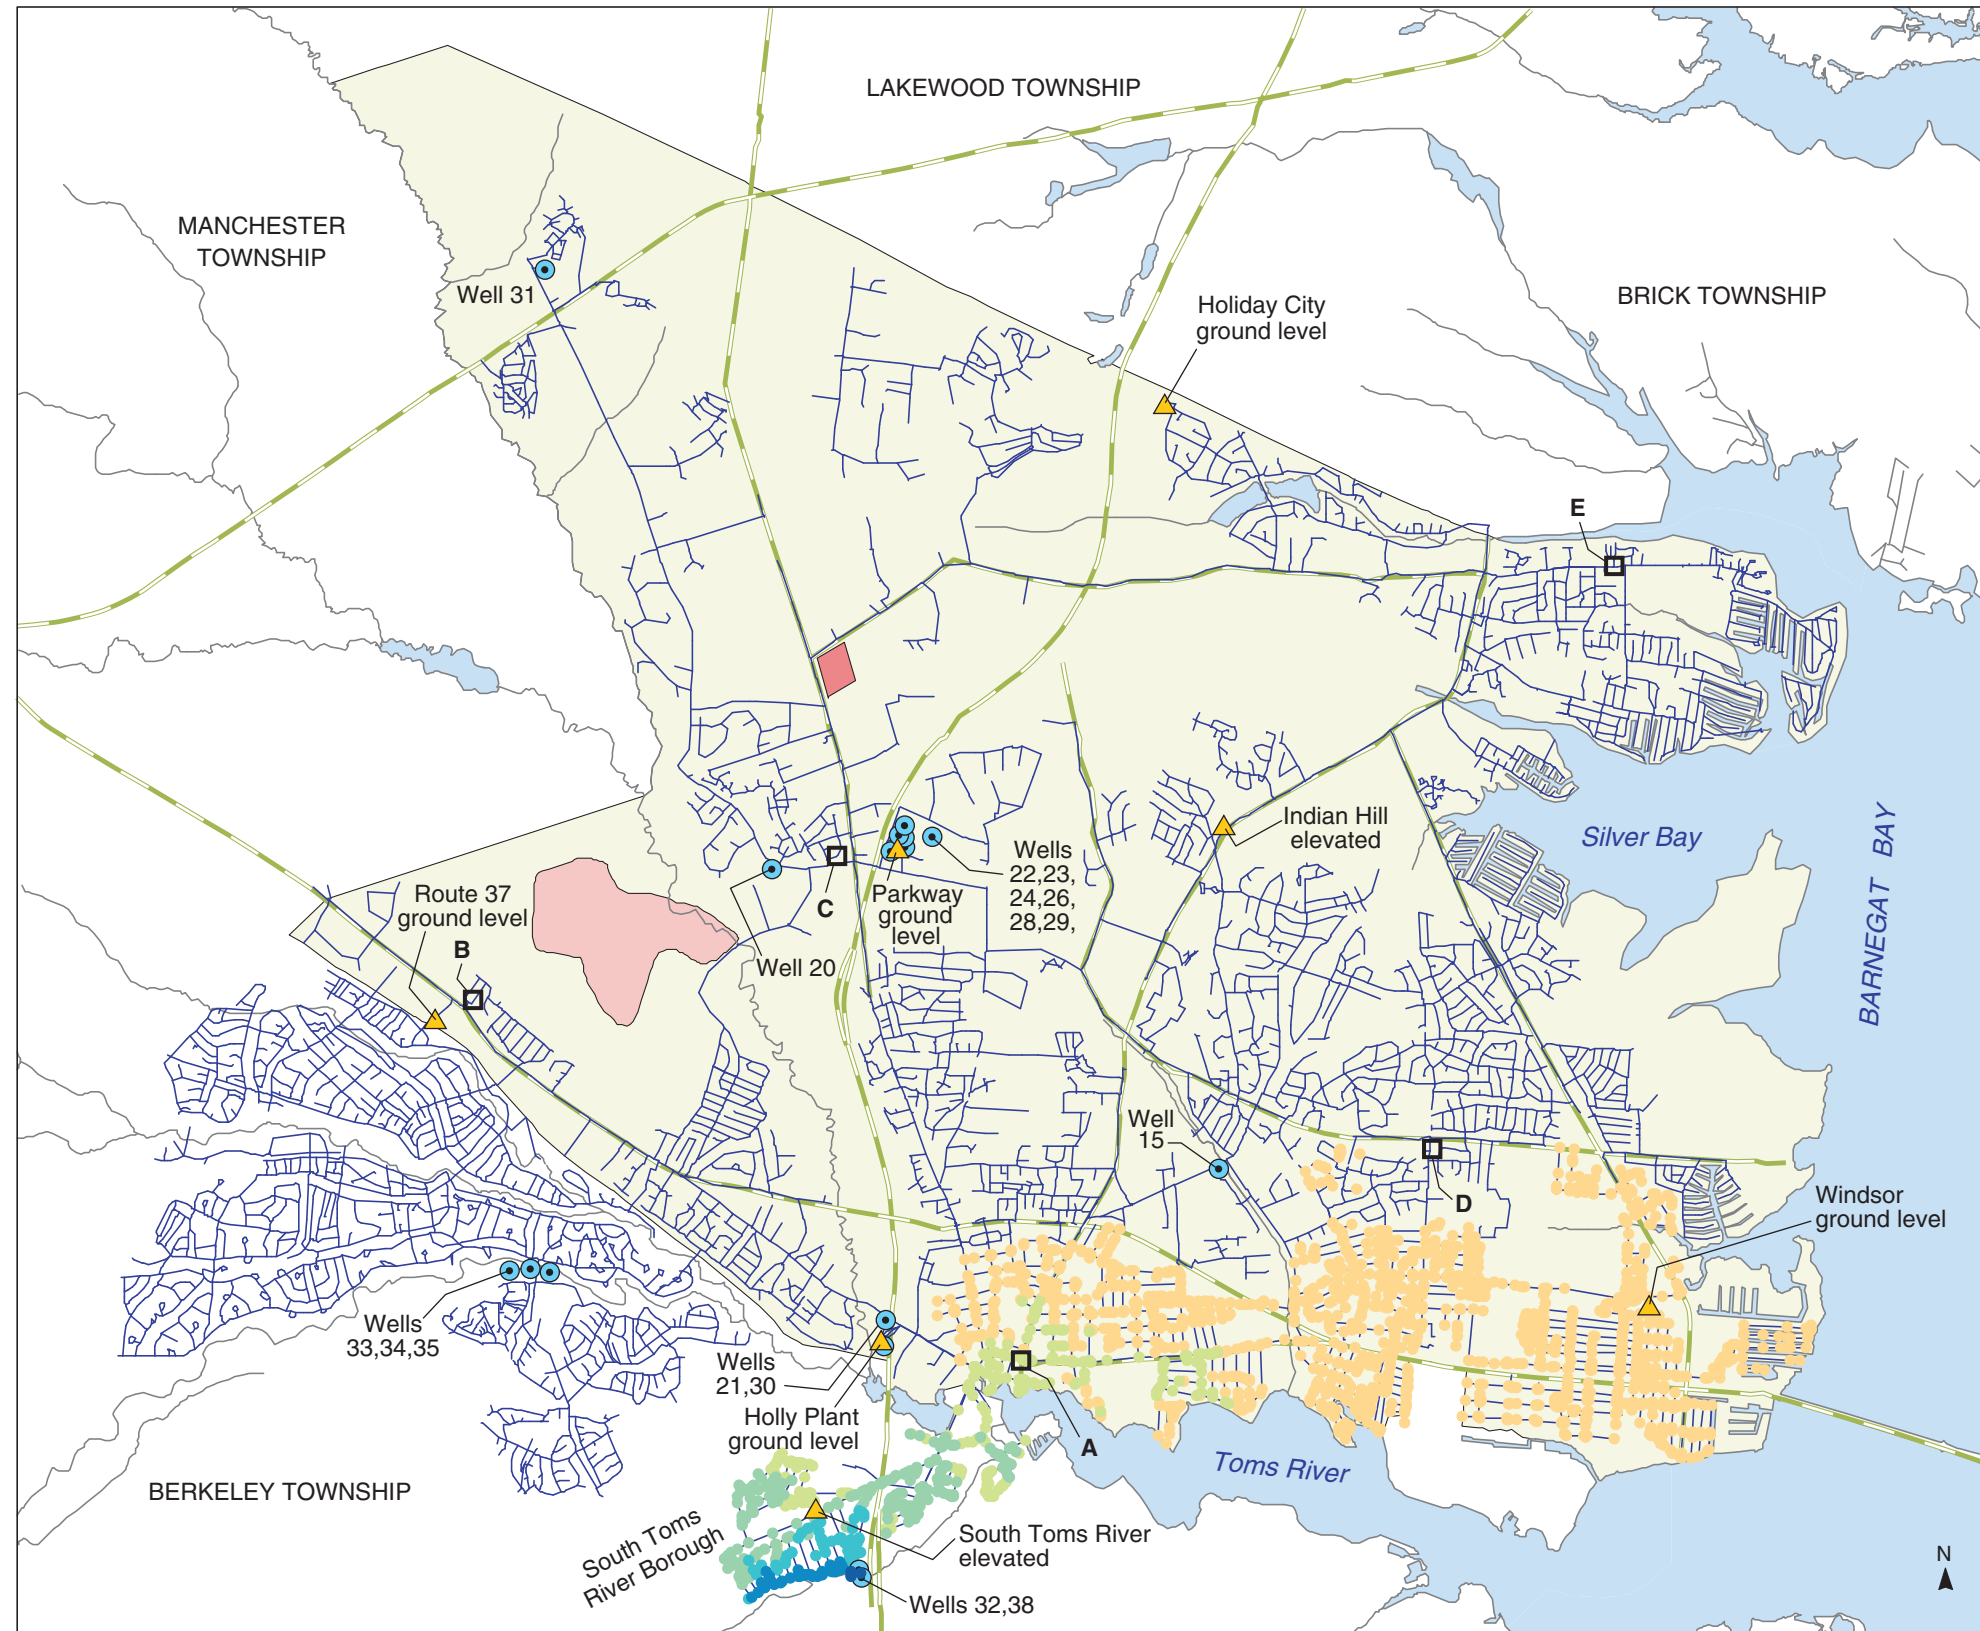 LAKEWOOD TOWNSHIP
MANCHESTER
TOWNSHIP
Well 31
Holiday City
ground level
BRICK TOWNSHIP
E
Indian Hill
elevated
Silver Bay
BARNEGAT BAY
Wells
22,23,
24,26,
28,29,
Parkway
ground
level
C
Well 20
Route 37
ground level
B
Well
15
D
Windsor
ground level
Wells
33,34,35
Wells
21,30
Holly Plant
ground level
A
Toms River
BERKELEY TOWNSHIP
South Toms
River Borough
South Toms River
elevated
Wells 32,38
N